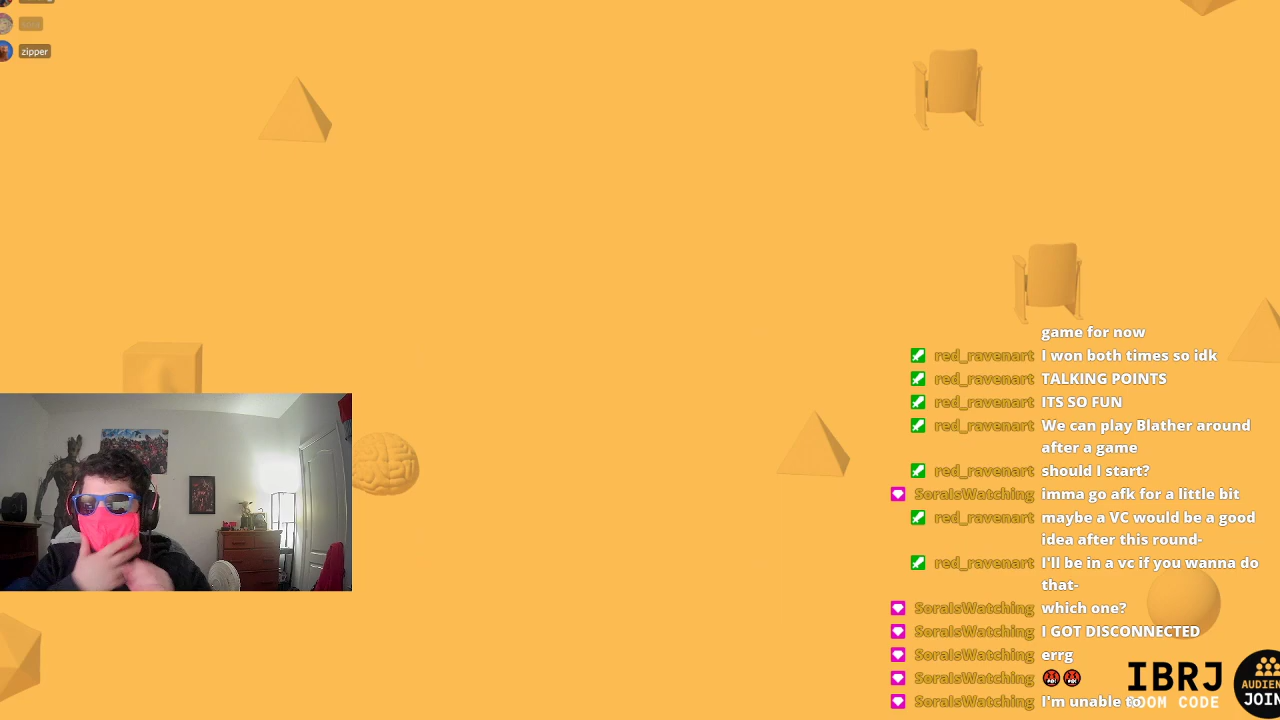 zipper
game for now
red_ravenart I won both times so idk
red_ravenart TALKING POINTS
red_ravenart ITS SO FUN
red_ravenart We can play Blather around
after a game
red_ravenart should I start?
SoraIsWatching imma go afk for a little bit
red_ravenart maybe a VC would be a good
idea after this round-
red_ravenart I'll be in a vc if you wanna do
that-
SoraIsWatching which one?
SoraIsWatching I GOT DISCONNECTED
SoraIsWatching errg
SoraIsWatching 🤬🤬
SoraIsWatching I'm unable to
IBRJ
ROOM CODE
AUDIEN
JOIN